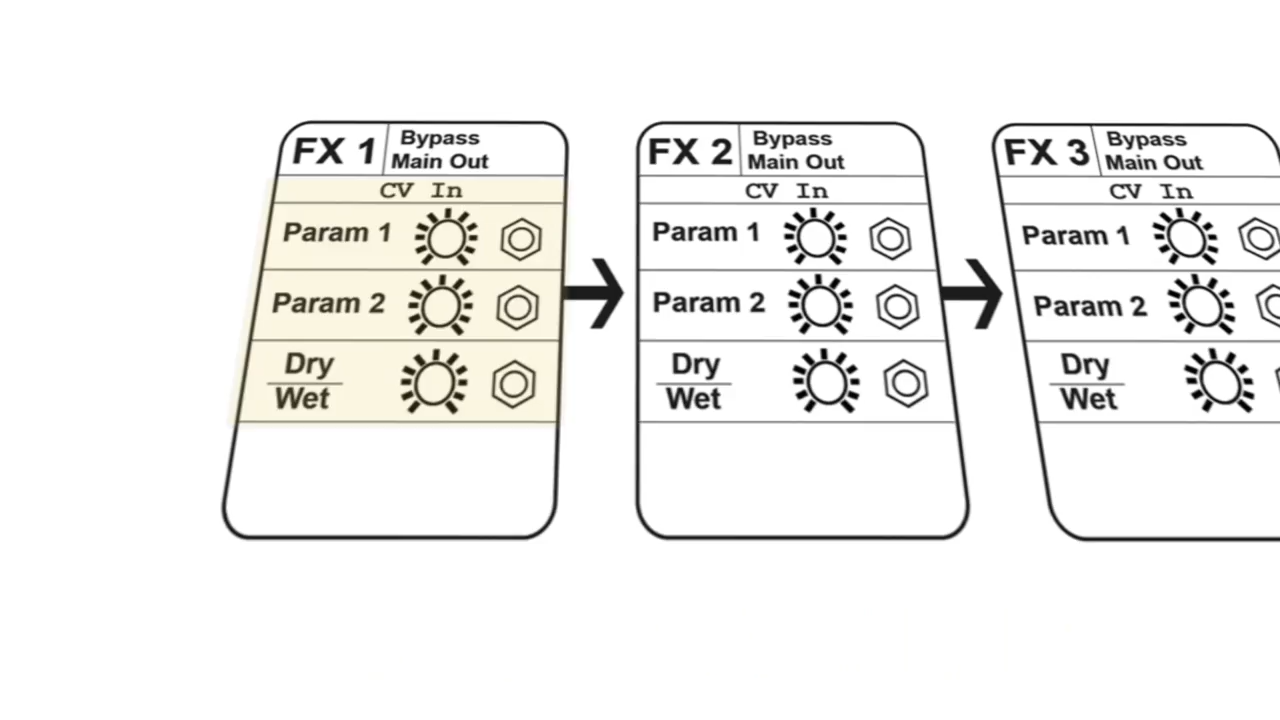 FX 1
Bypass
Main Out
CV In
Param 1
Param 2
Dry
Wet
FX 2
Bypass
Main Out
CV In
Param 1
Param 2
Dry
Wet
FX 3
Bypass
Main Out
CV In
Param 1
Param 2
Dry
Wet